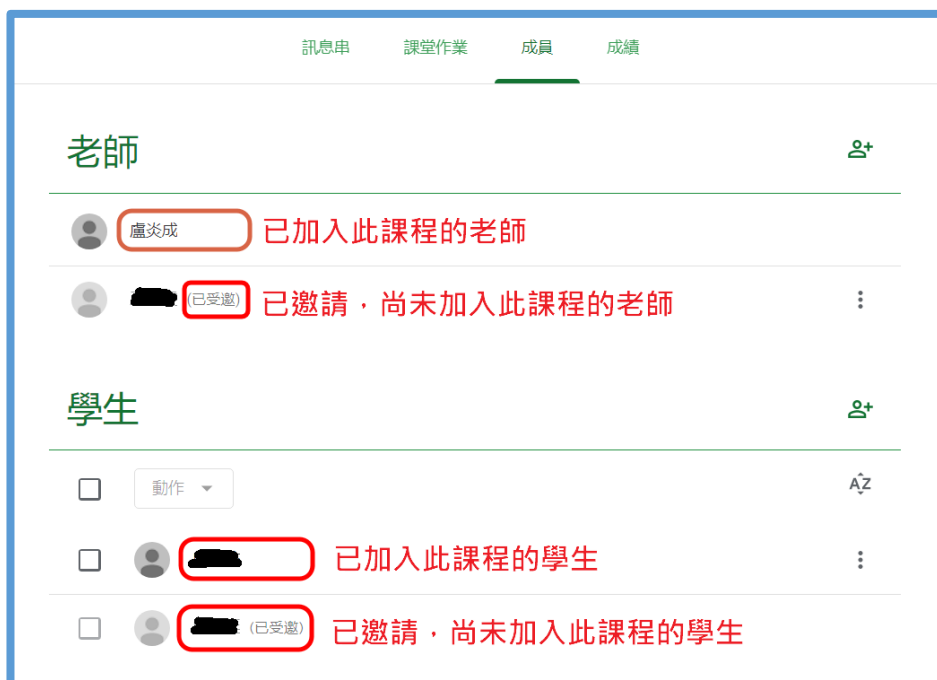 訊息串 課堂作業 成員 成績
老師
盧炎成 已加入此課程的老師
(已受邀) 已邀請，尚未加入此課程的老師
學生
動作 AZ
已加入此課程的學生
(已受邀) 已邀請，尚未加入此課程的學生